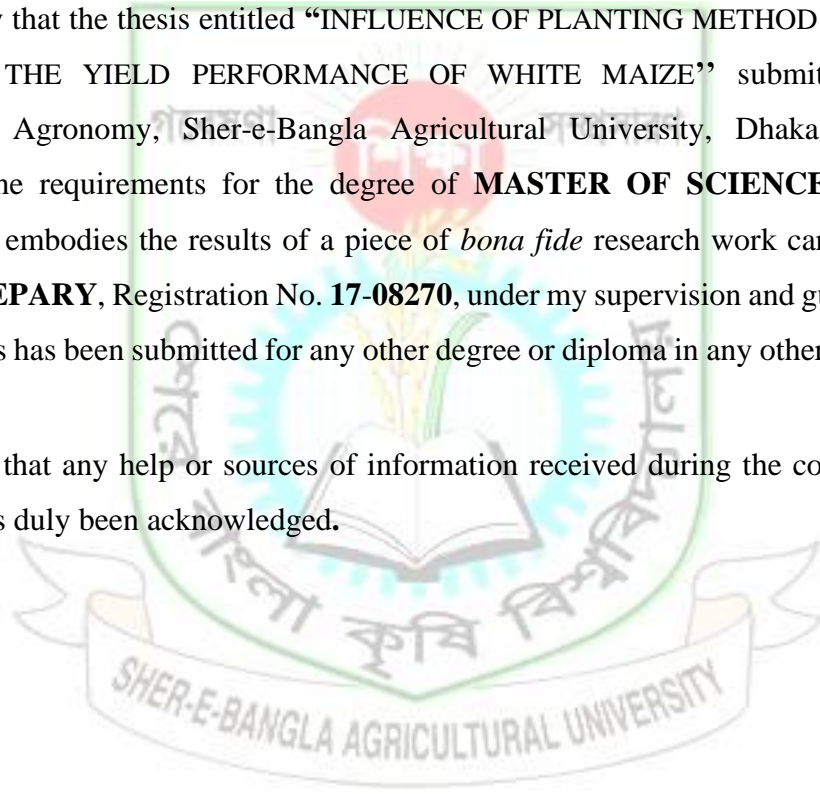 y that the thesis entitled “INFLUENCE OF PLANTING METHOD
THE YIELD PERFORMANCE OF WHITE MAIZE’’ submit
Agronomy, Sher-e-Bangla Agricultural University, Dhaka
ne requirements for the degree of MASTER OF SCIENCE
embodies the results of a piece of bona fide research work car
EPARY, Registration No. 17-08270, under my supervision and gu
s has been submitted for any other degree or diploma in any other
that any help or sources of information received during the co
s duly been acknowledged.
শিক্ষা
শেরে বাংলা কৃষি বিশ্ববিদ্যালয়
SHER-E-BANGLA AGRICULTURAL UNIVERSITY